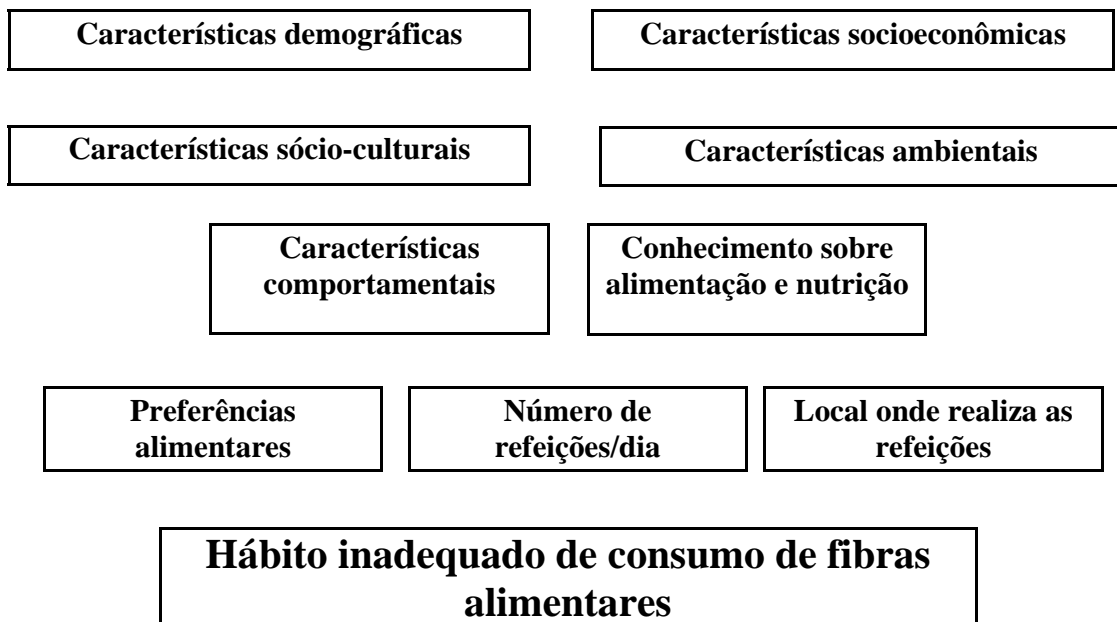 Características demográficas
Características socioeconômicas
Características sócio-culturais
Características ambientais
Características
comportamentais
Conhecimento sobre
alimentação e nutrição
Preferências
alimentares
Número de
refeições/dia
Local onde realiza as
refeições
Hábito inadequado de consumo de fibras
alimentares